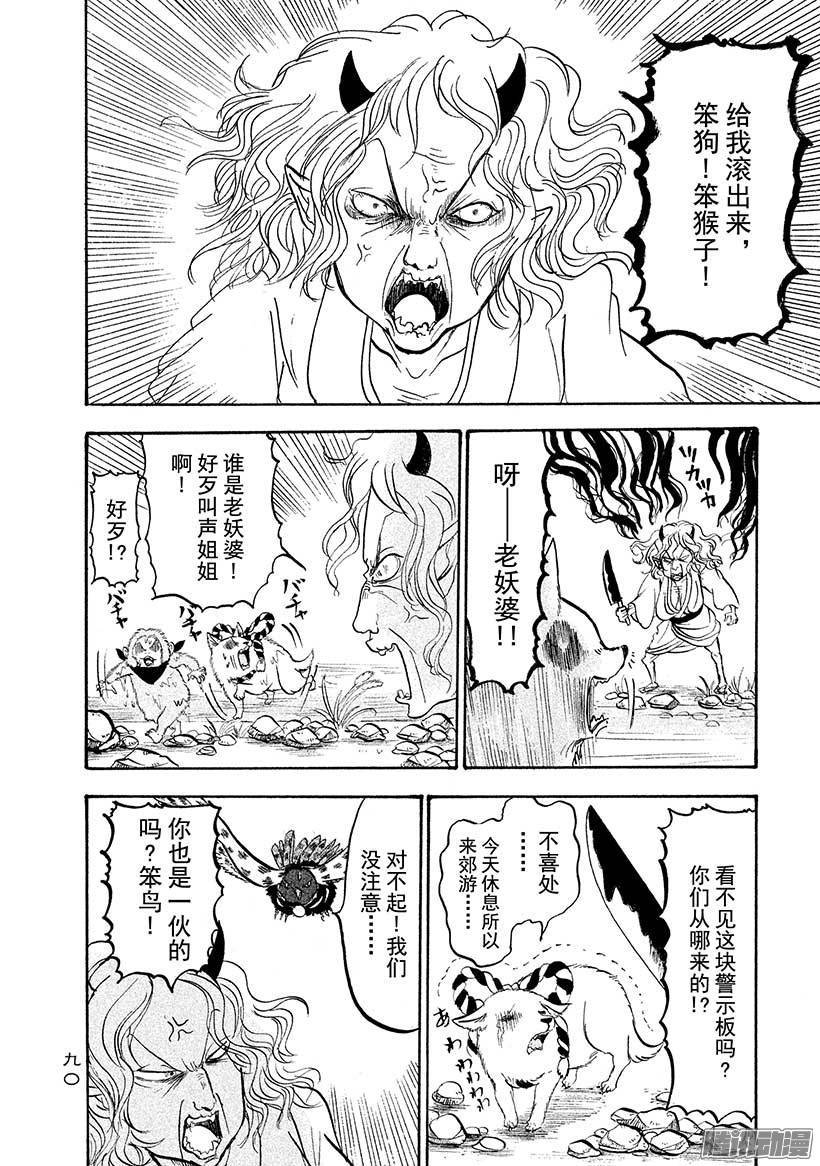 给我滚出来，
笨狗！笨猴子！
ツカツカ
呀——老妖婆！！
谁是老妖婆！
好歹叫声姐姐
啊！
好歹！？
バチャ
バチャ
看不见这块警示板吗？
你们从哪来的！？
不喜处
……
今天休息所以
来郊游……
あわわわわ
对不起！我们
没注意……
你也是一伙的
吗？笨鸟！
九〇
腾讯动漫